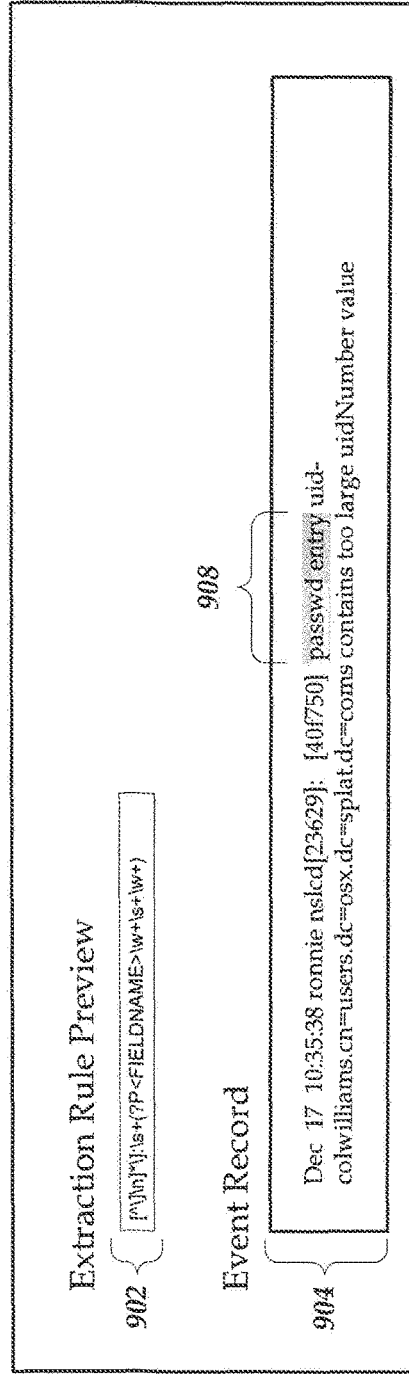 Extraction Rule Preview
902
[^\]\n]*\]:\s+(?P<FIELDNAME>\w+\s+\w+)
Event Record
908
904
Dec 17 10:35:38 ronnie nslcd[23629]: [40f750] passwd entry uid-
colwilliams.cn=users.dc=osx.dc=splat.dc=coms contains too large uidNumber value